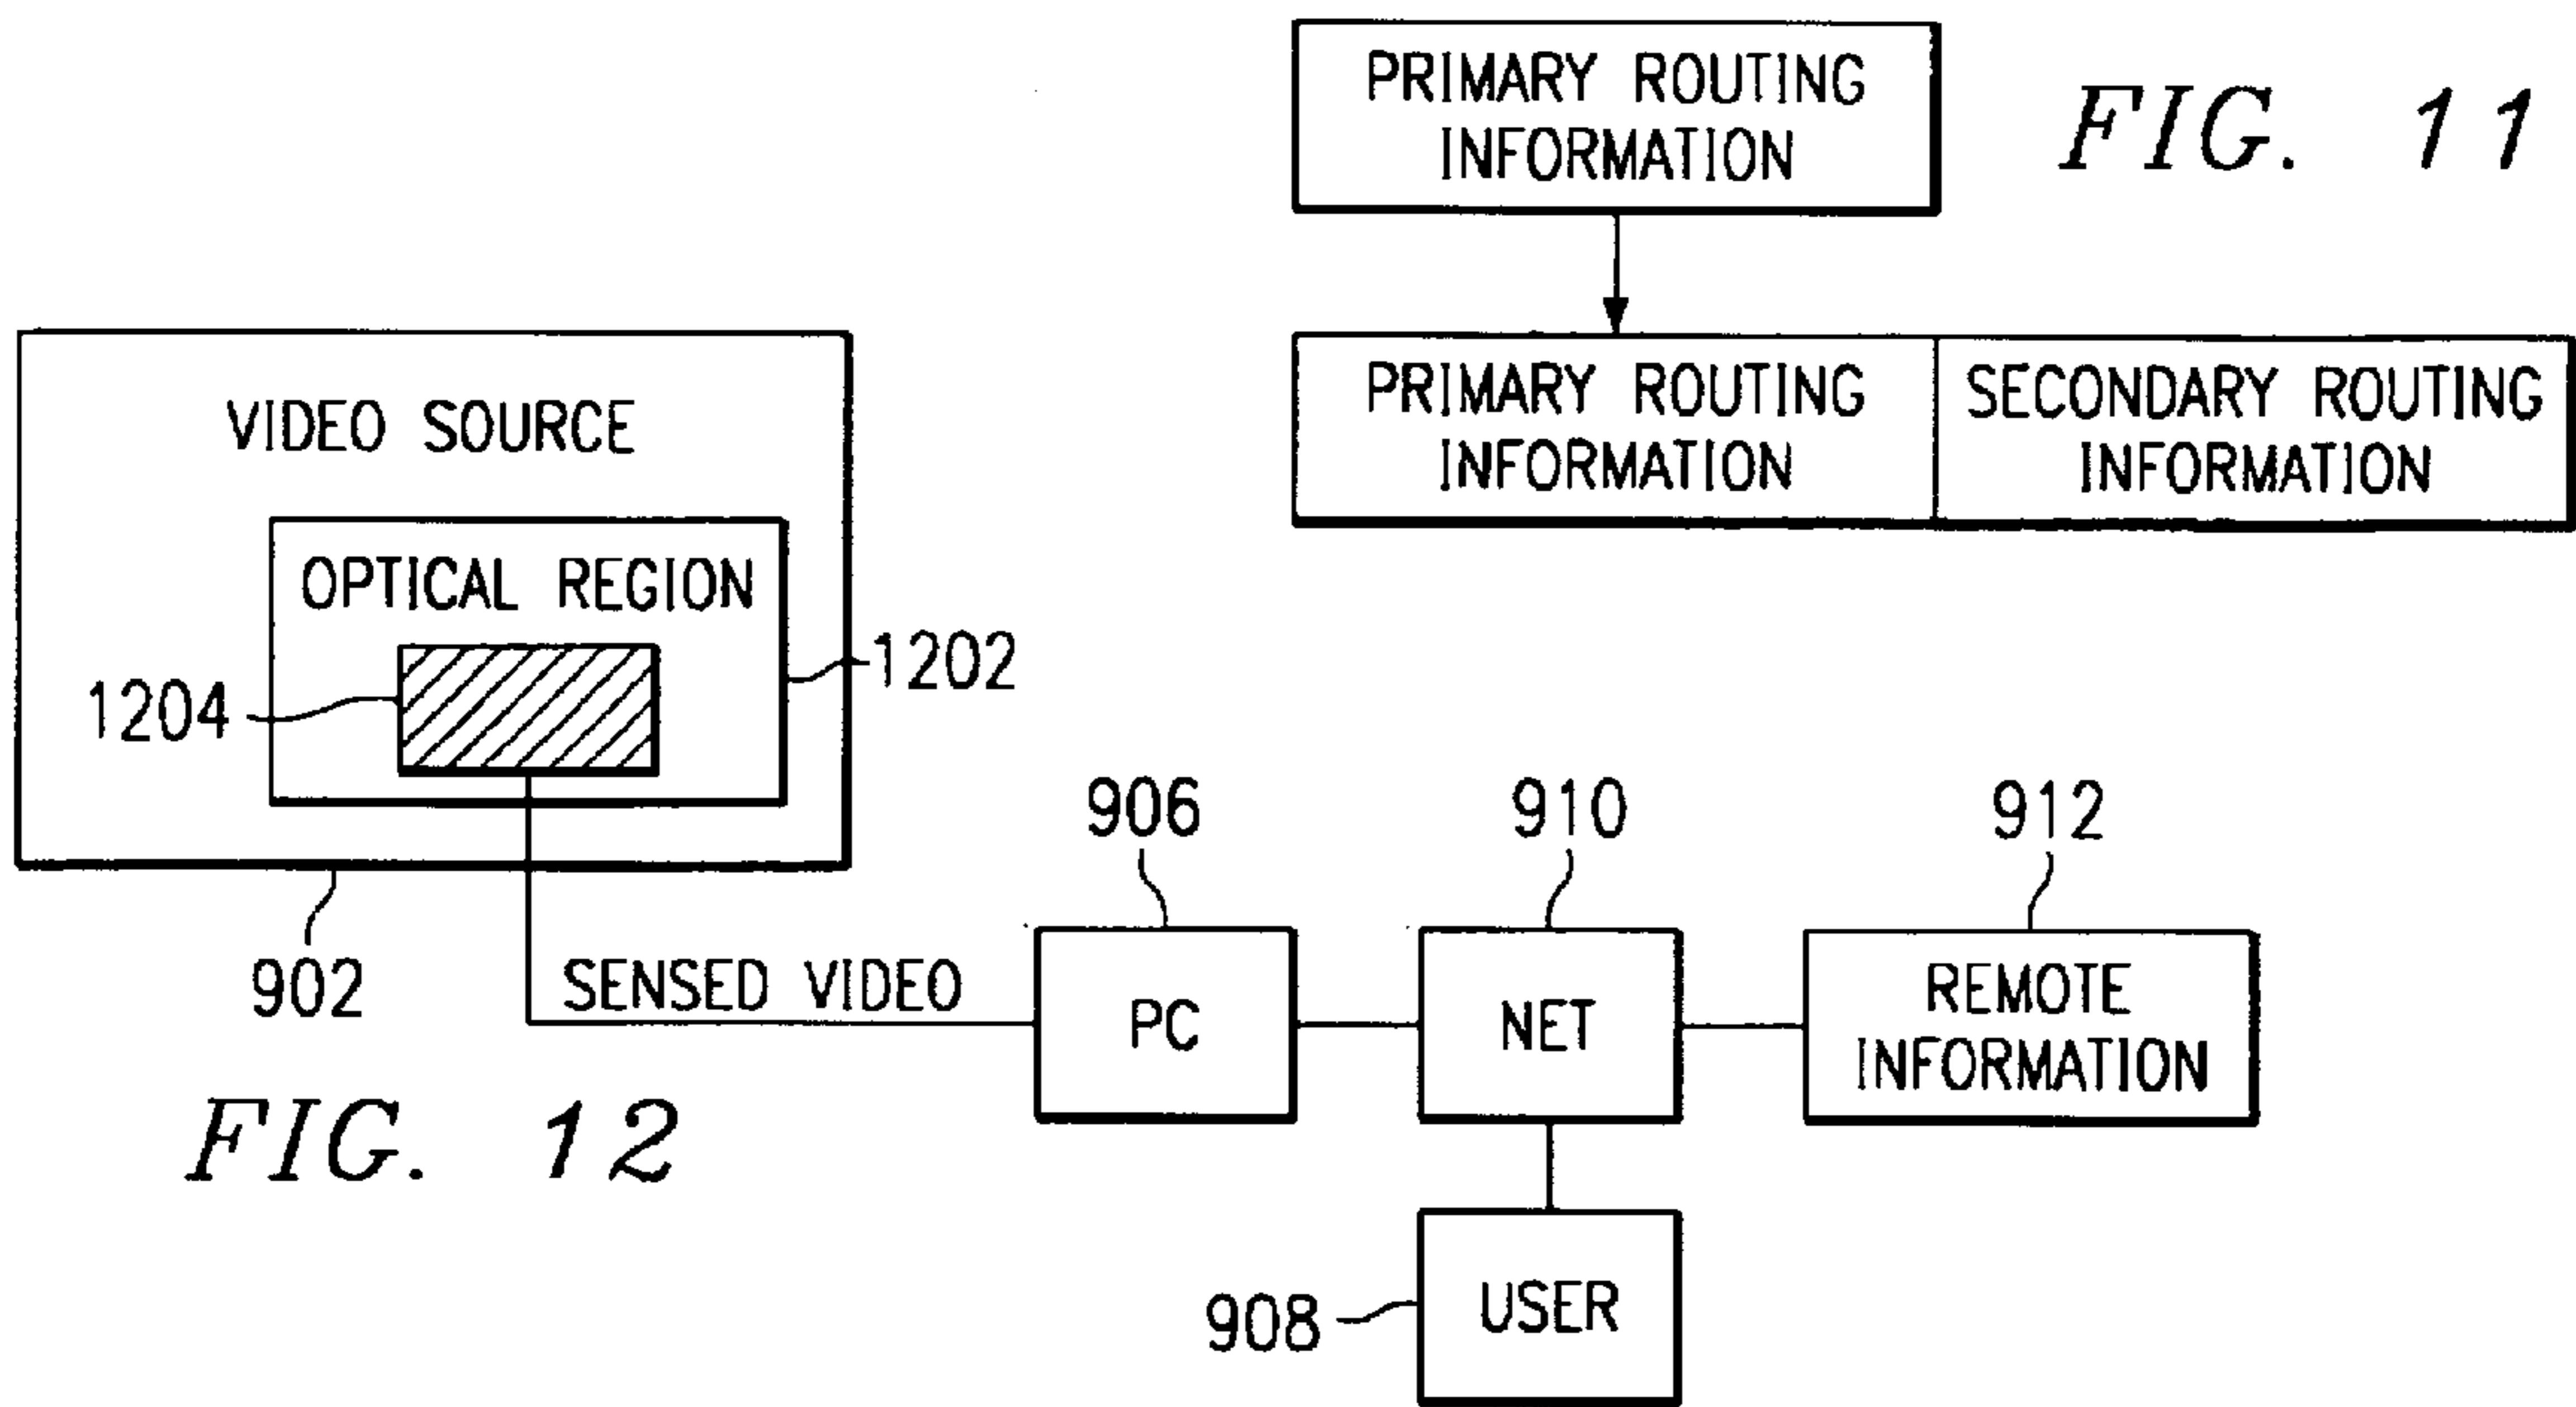 PRIMARY ROUTING
INFORMATION
FIG. 11
PRIMARY ROUTING
INFORMATION
SECONDARY ROUTING
INFORMATION
VIDEO SOURCE
OPTICAL REGION
1202
1204
902
SENSED VIDEO
906
PC
910
NET
912
REMOTE
INFORMATION
908
USER
FIG. 12